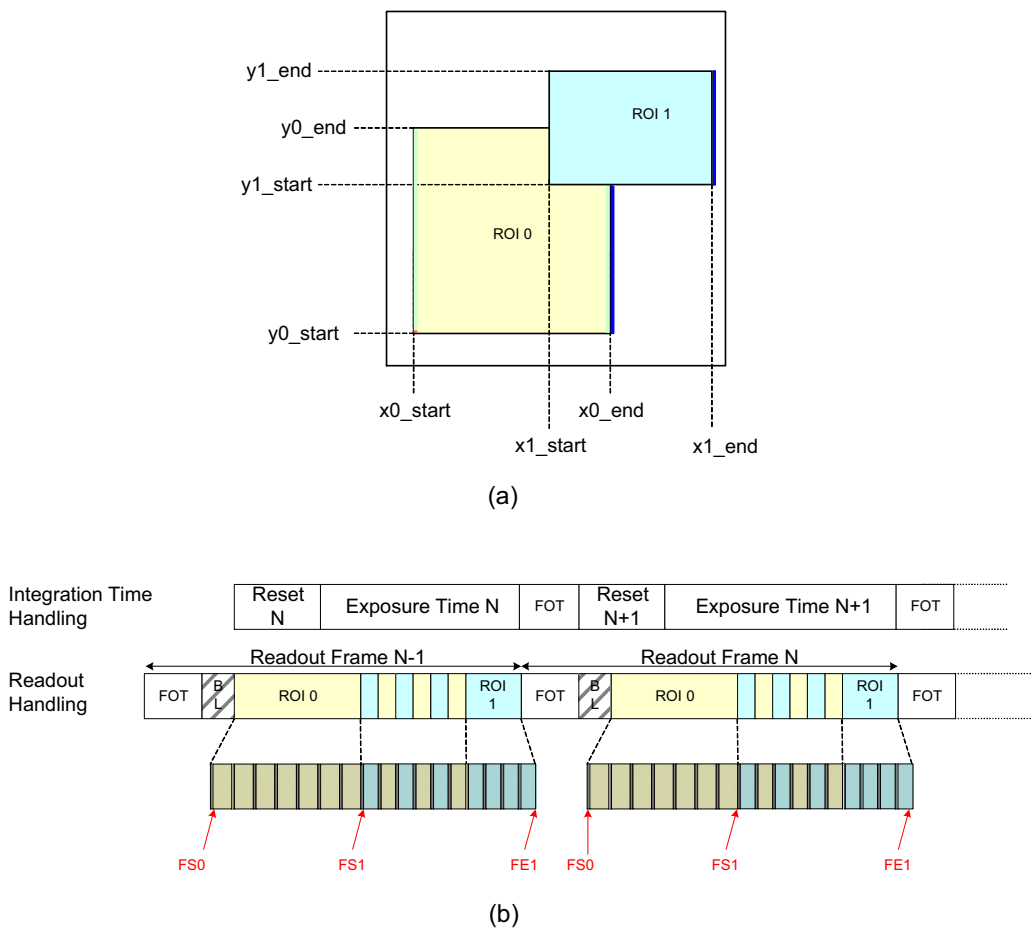 y1_end
ROI 1
y0_end
y1_start
ROI 0
y0_start
x0_start
x0_end
x1_start
x1_end
(a)
Integration Time
Handling
Reset
N
Exposure Time N
FOT
Reset
N+1
Exposure Time N+1
FOT
Readout Frame N-1
Readout Frame N
Readout
Handling
FOT
B
L
ROI 0
ROI
1
FOT
B
L
ROI 0
ROI
1
FOT
FS0
FS1
FE1
FS0
FS1
FE1
(b)